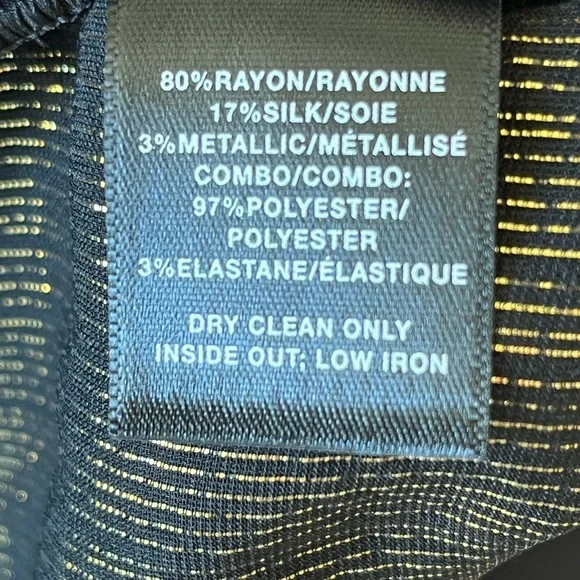 80%RAYON/RAYONNE
17%SILK/SOIE
3%METALLIC/MÉTALLISÉ
COMBO/COMBO:
97%POLYESTER/
POLYESTER
3%ELASTANE/ÉLASTIQUE
DRY CLEAN ONLY
INSIDE OUT; LOW IRON